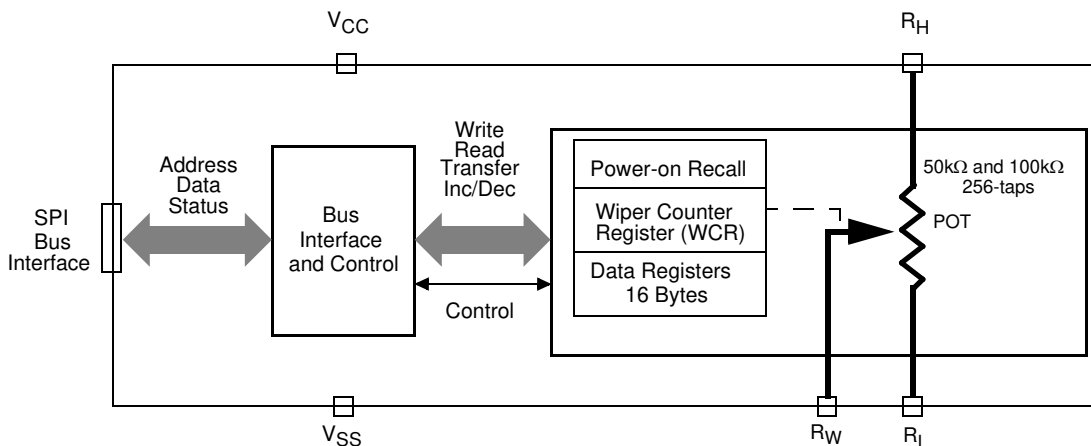 VCC
RH
Write
Read
Transfer
Inc/Dec
Address
Data
Status
Power-on Recall
50kΩ and 100kΩ
256-taps
POT
SPI
Bus
Interface
Bus
Interface
and Control
Wiper Counter
Register (WCR)
Data Registers
16 Bytes
Control
VSS
RW